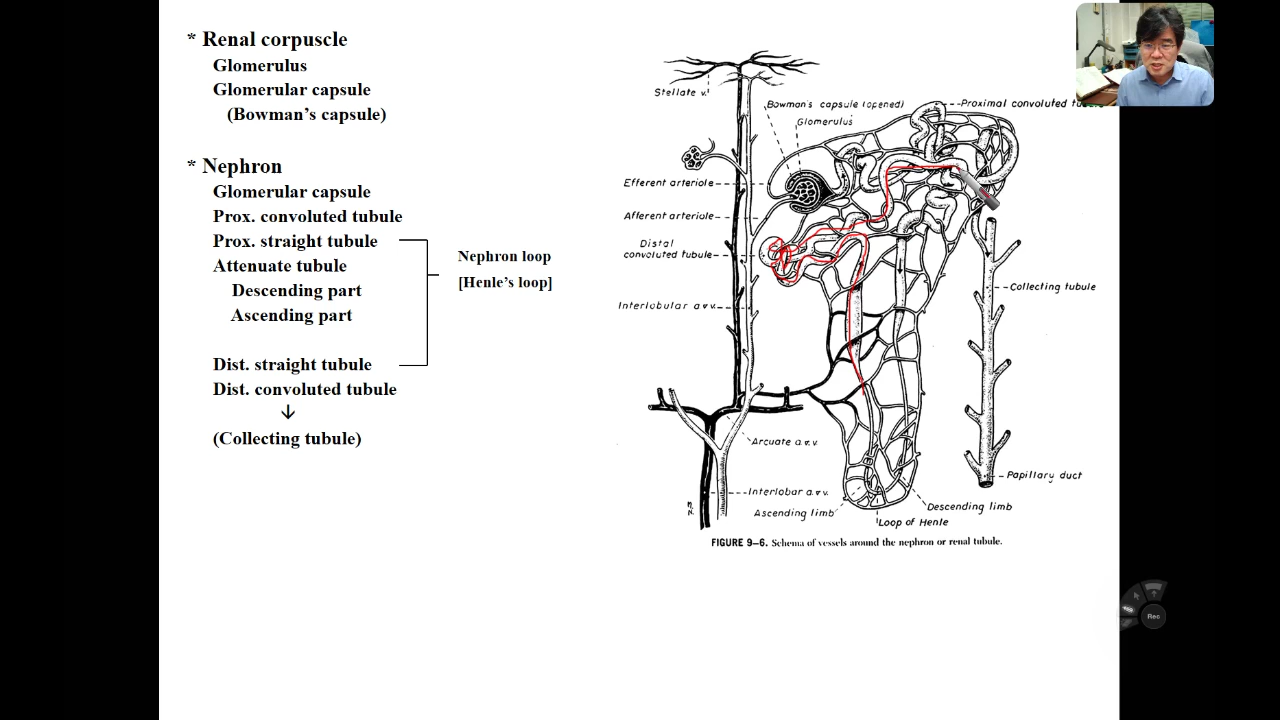 * Renal corpuscle
Glomerulus
Glomerular capsule
(Bowman's capsule)
* Nephron
Glomerular capsule
Prox. convoluted tubule
Prox. straight tubule
Attenuate tubule
Descending part
Ascending part
Dist. straight tubule
Dist. convoluted tubule
↓
(Collecting tubule)
Nephron loop
[Henle's loop]
Stellate v.
Bowman's capsule (opened)
Glomerulus
Proximal convoluted
Efferent arteriole
Afferent arteriole
Distal
convoluted tubule
Interlobular a & v.
Collecting tubule
Arcuate a. & v.
Papillary duct
Interlobar a & v.
Ascending limb
Descending limb
Loop of Henle
FIGURE 9–6. Schema of vessels around the nephron or renal tubule.
Rec